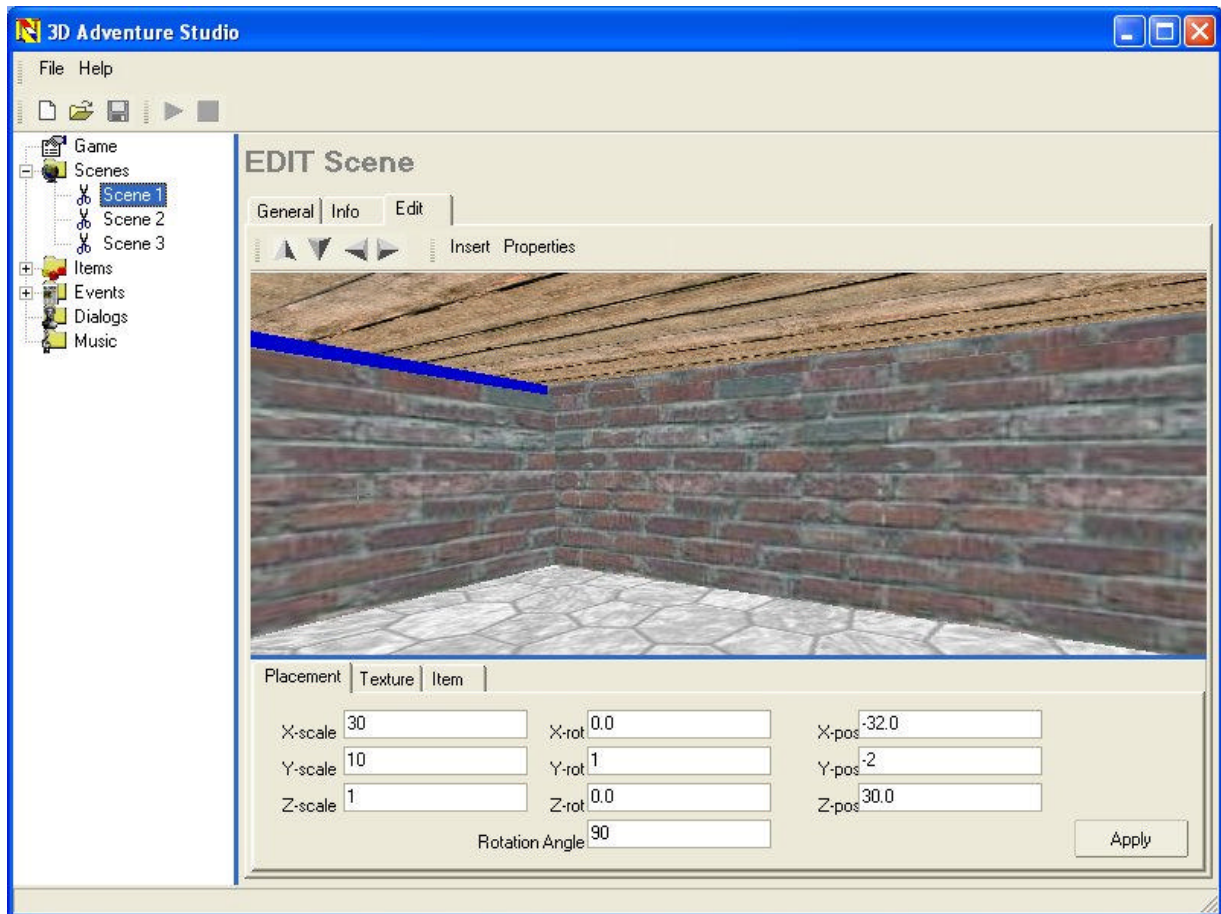 3D Adventure Studio
File Help
Game
Scenes
Scene 1
Scene 2
Scene 3
Items
Events
Dialogs
Music
EDIT Scene
General Info Edit
Insert Properties
Placement Texture Item
X-scale 30 X-rot 0.0 X-pos -32.0
Y-scale 10 Y-rot 1 Y-pos -2
Z-scale 1 Z-rot 0.0 Z-pos 30.0
Rotation Angle 90 Apply